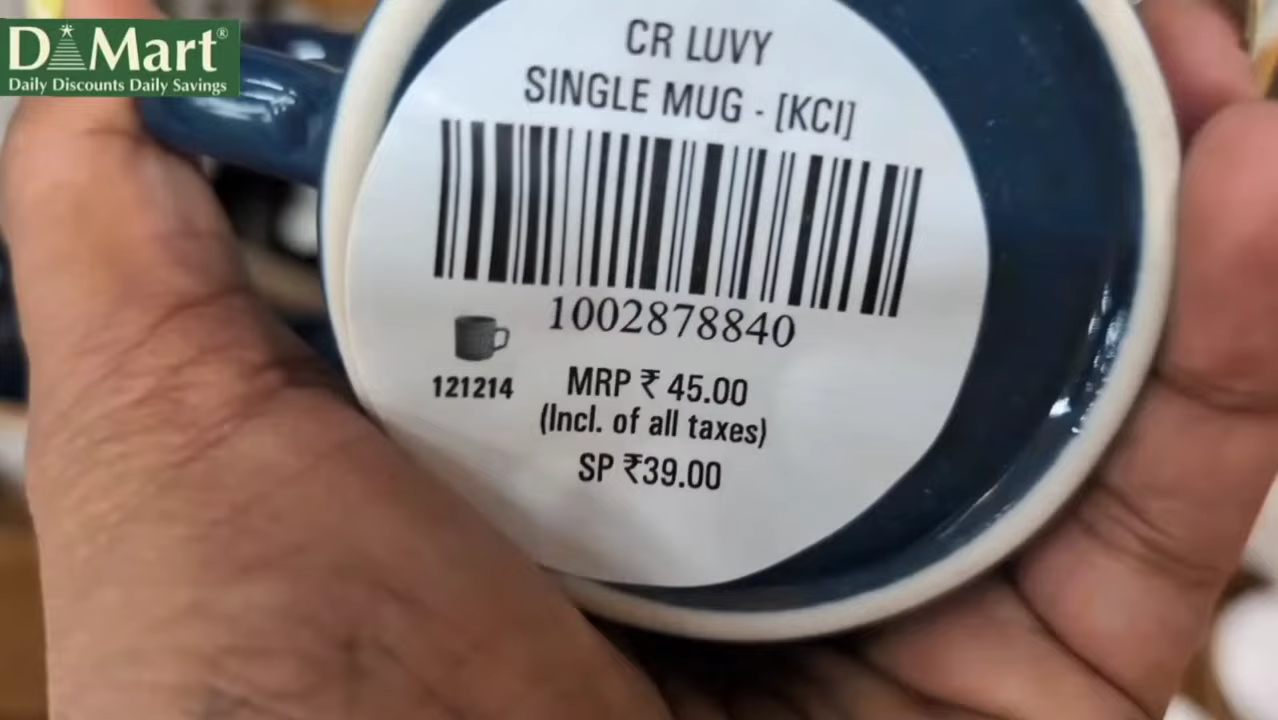 D Mart®
Daily Discounts Daily Savings
CR LUVY
SINGLE MUG - [KCI]
1002878840
121214
MRP ₹ 45.00
(Incl. of all taxes)
SP ₹39.00